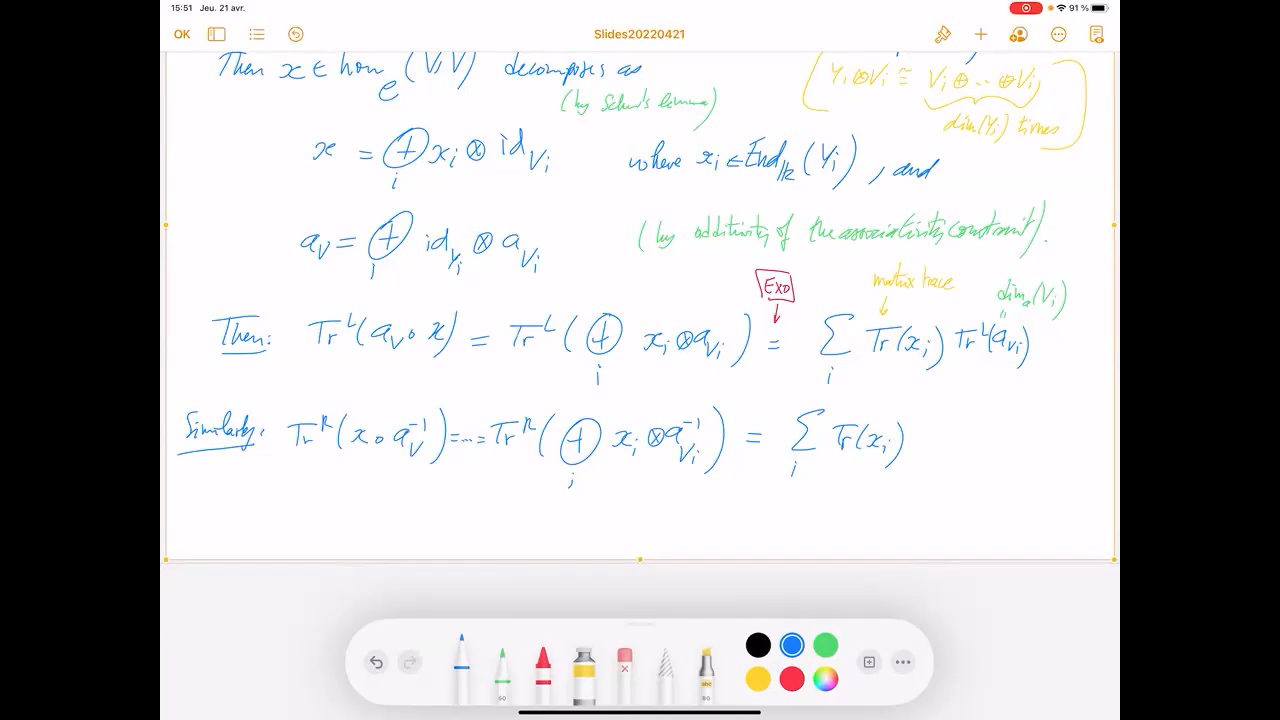 15:51 Jeu. 21 avr. 91 %
OK Slides20220421
Then x ∈ hom_e (V,V) decomposes as
(by Schur's lemma)
[Y_i ⊗ V_i ≅ V_i ⊕ ... ⊕ V_i,
dim(Y_i) times]
x = ⊕_i x_i ⊗ id_{V_i} where x_i ∈ End_k (Y_i), and
a_V = ⊕_i id_{Y_i} ⊗ a_{V_i} (by additivity of the associativity constraint).
Exo matrix trace dim_a(V_i)
↓ ↓ "
Then: Tr^L(a_V ∘ x) = Tr^L( ⊕_i x_i ⊗ a_{V_i} ) = ∑_i Tr(x_i) Tr^L(a_{V_i})
Similarly: Tr^R(x ∘ a_V^{-1}) = ... = Tr^R( ⊕_i x_i ⊗ a_{V_i}^{-1} ) = ∑_i Tr(x_i)